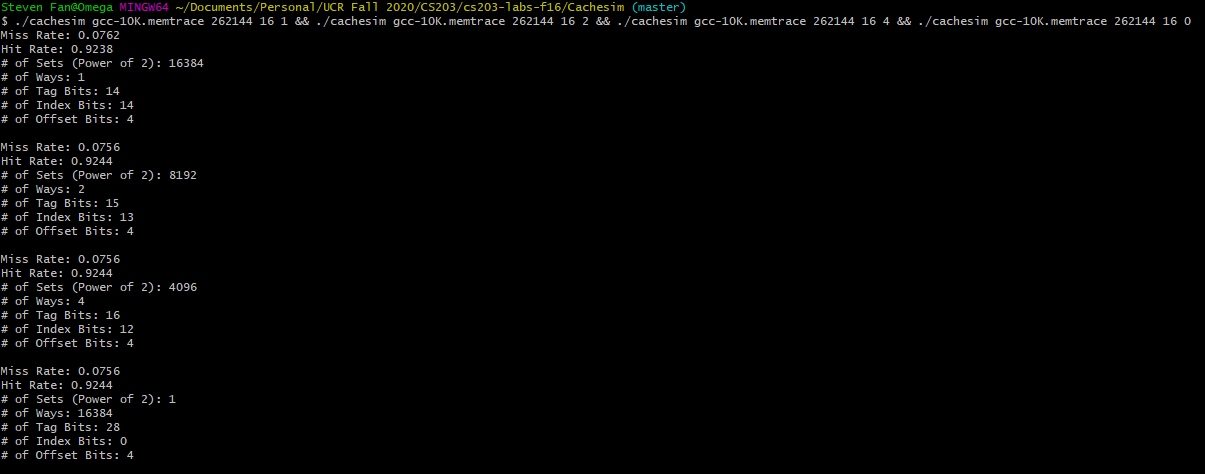 Steven Fan@Omega MINGW64 ~/Documents/Personal/UCR Fall 2020/CS203/cs203-labs-f16/Cachesim (master)
$ ./cachesim gcc-10K.memtrace 262144 16 1 && ./cachesim gcc-10K.memtrace 262144 16 2 && ./cachesim gcc-10K.memtrace 262144 16 4 && ./cachesim gcc-10K.memtrace 262144 16 0
Miss Rate: 0.0762
Hit Rate: 0.9238
# of Sets (Power of 2): 16384
# of Ways: 1
# of Tag Bits: 14
# of Index Bits: 14
# of Offset Bits: 4

Miss Rate: 0.0756
Hit Rate: 0.9244
# of Sets (Power of 2): 8192
# of Ways: 2
# of Tag Bits: 15
# of Index Bits: 13
# of Offset Bits: 4

Miss Rate: 0.0756
Hit Rate: 0.9244
# of Sets (Power of 2): 4096
# of Ways: 4
# of Tag Bits: 16
# of Index Bits: 12
# of Offset Bits: 4

Miss Rate: 0.0756
Hit Rate: 0.9244
# of Sets (Power of 2): 1
# of Ways: 16384
# of Tag Bits: 28
# of Index Bits: 0
# of Offset Bits: 4